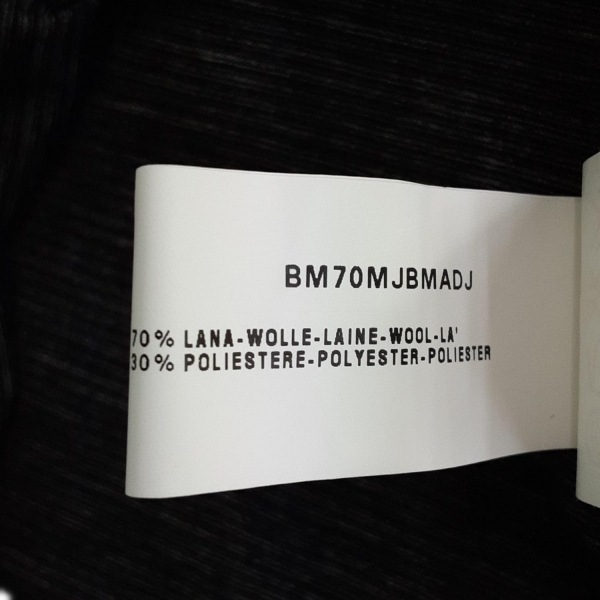 BM70MJBMADJ
70% LANA-WOLLE-LAINE-WOOL-LA'
30% POLIESTERE-POLYESTER-POLIESTER